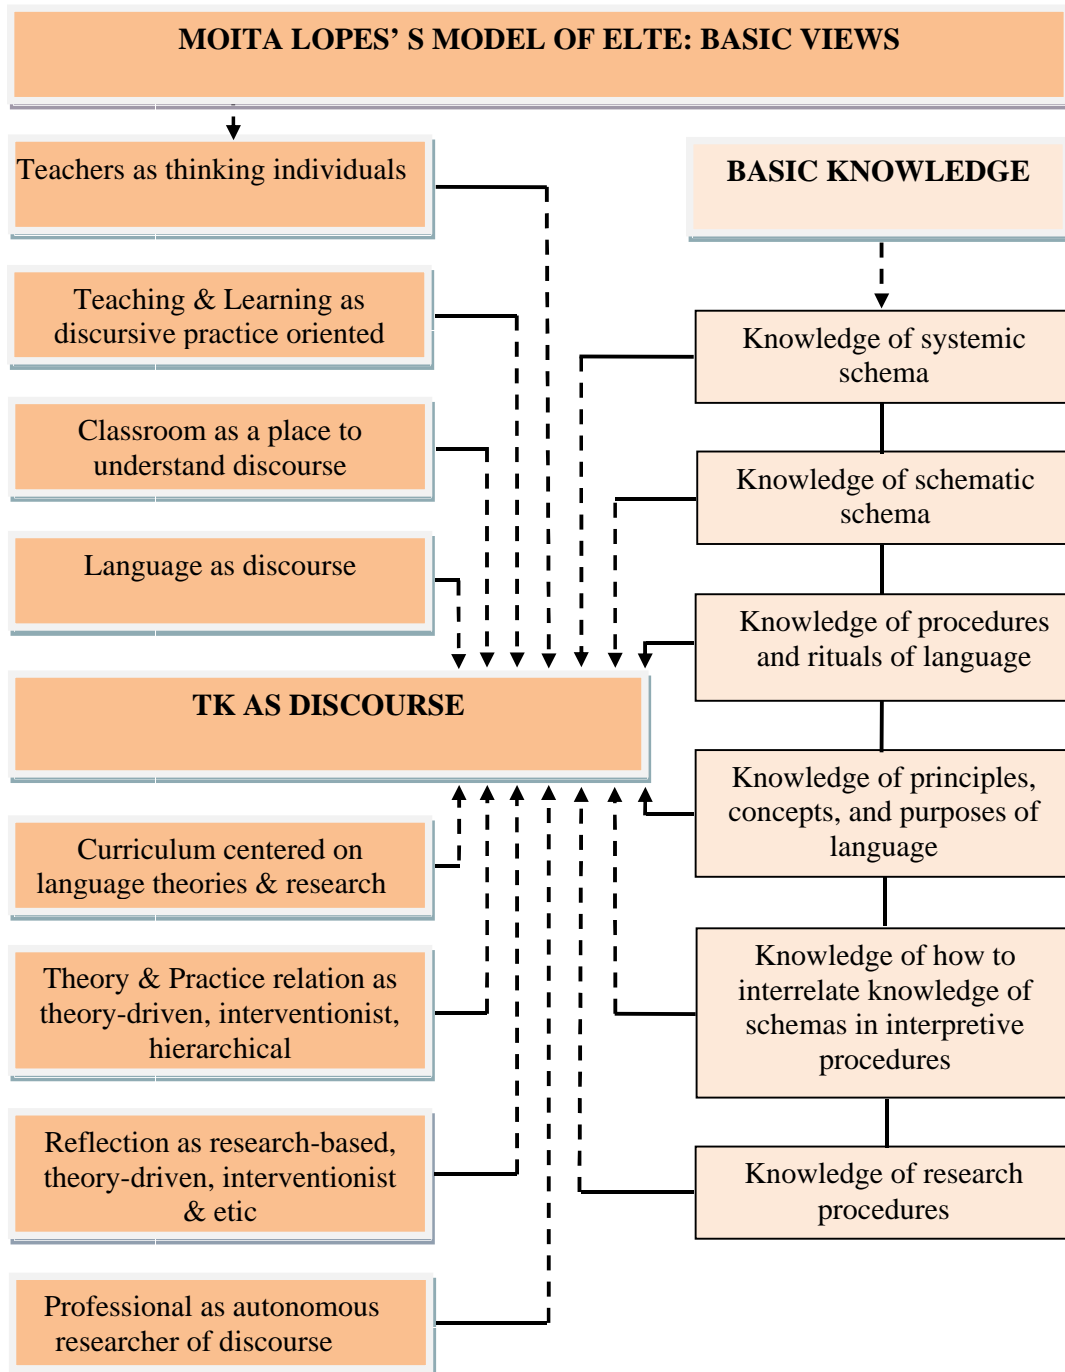 MOITA LOPES’ S MODEL OF ELTE: BASIC VIEWS
Teachers as thinking individuals
Teaching & Learning as
discursive practice oriented
Classroom as a place to
understand discourse
Language as discourse
TK AS DISCOURSE
Curriculum centered on
language theories & research
Theory & Practice relation as
theory-driven, interventionist,
hierarchical
Reflection as research-based,
theory-driven, interventionist
& etic
Professional as autonomous
researcher of discourse
BASIC KNOWLEDGE
Knowledge of systemic
schema
Knowledge of schematic
schema
Knowledge of procedures
and rituals of language
Knowledge of principles,
concepts, and purposes of
language
Knowledge of how to
interrelate knowledge of
schemas in interpretive
procedures
Knowledge of research
procedures